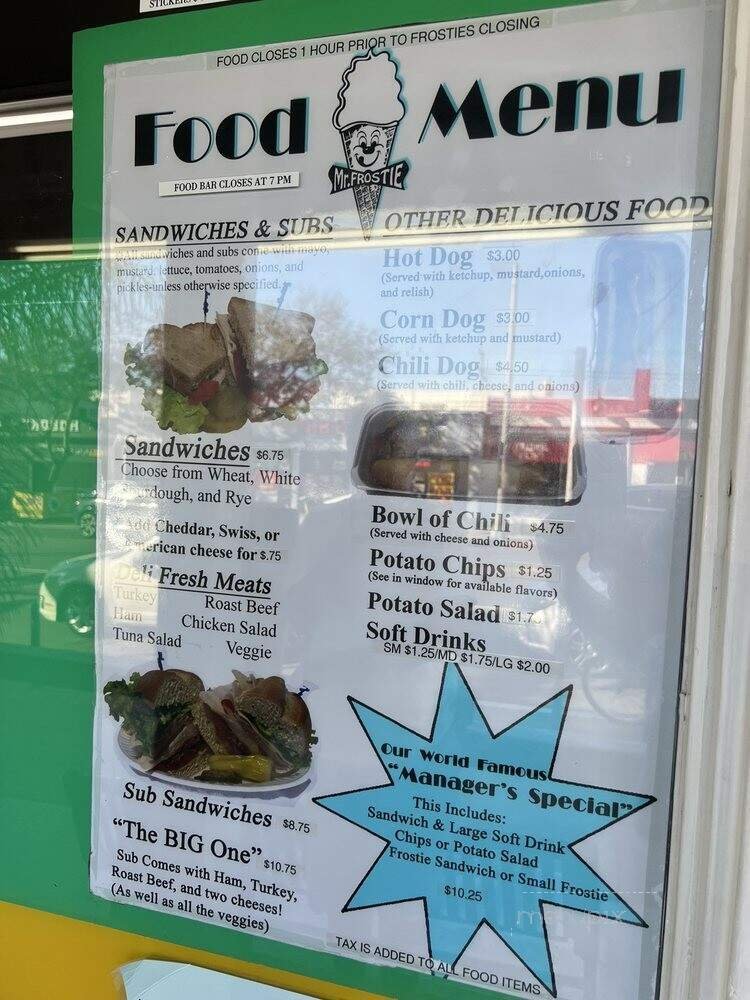 FOOD CLOSES 1 HOUR PRIOR TO FROSTIES CLOSING
Food Menu
Mr. FROSTIE
FOOD BAR CLOSES AT 7 PM
SANDWICHES & SUBS
All sandwiches and subs come with mayo,
mustard, lettuce, tomatoes, onions, and
pickles-unless otherwise specified.
Sandwiches $6.75
Choose from Wheat, White
and Rye
Add Cheddar, Swiss, or
American cheese for $.75
Deli Fresh Meats
Turkey Roast Beef
Ham Chicken Salad
Tuna Salad Veggie
Sub Sandwiches $8.75
"The BIG One" $10.75
Sub Comes with Ham, Turkey,
Roast Beef, and two cheeses!
(As well as all the veggies)
OTHER DELICIOUS FOOD
Hot Dog $3.00
(Served with ketchup, mustard,onions,
and relish)
Corn Dog $3.00
(Served with ketchup and mustard)
Chili Dog $4.50
(Served with chili, cheese, and onions)
Bowl of Chili $4.75
(Served with cheese and onions)
Potato Chips $1.25
(See in window for available flavors)
Potato Salad
Soft Drinks
SM $1.25/MD $1.75/LG $2.00
Our World Famous
"Manager's Special"
This Includes:
Sandwich & Large Soft Drink
Chips or Potato Salad
Frostie Sandwich or Small Frostie
$10.25
TAX IS ADDED TO ALL FOOD ITEMS